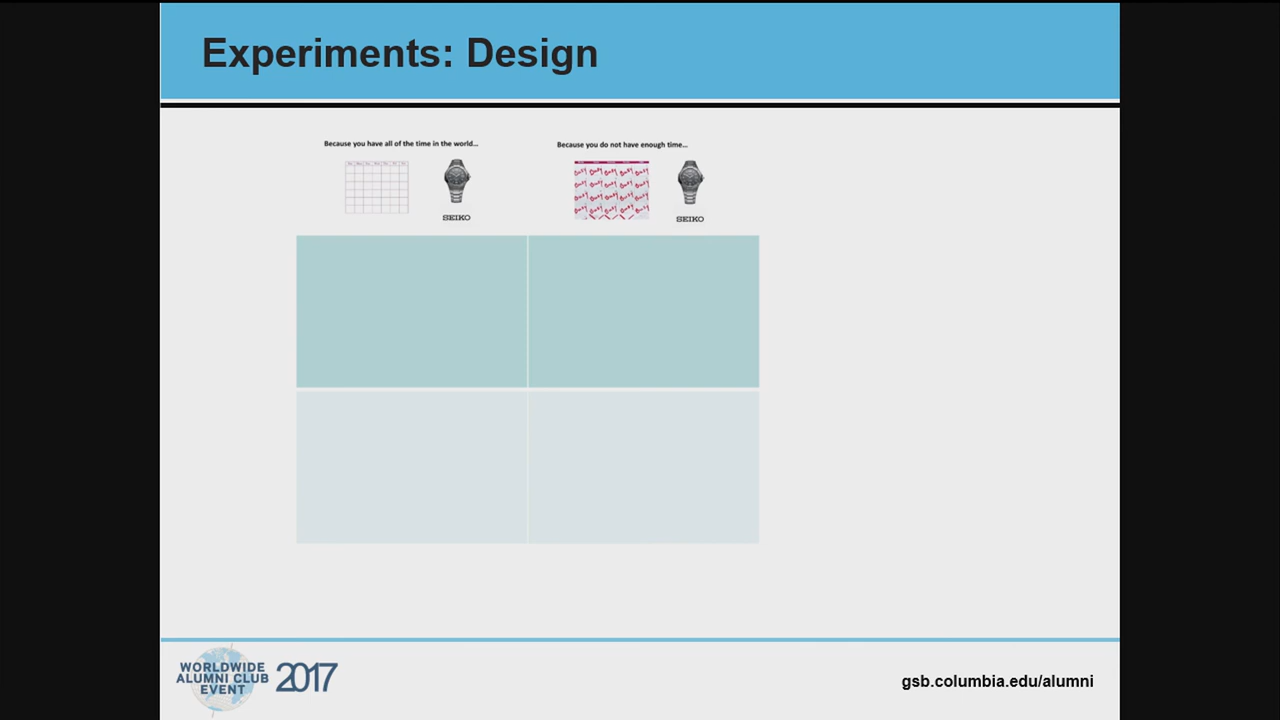 Experiments: Design
Because you have all of the time in the world...
Because you do not have enough time...
SEIKO
SEIKO
WORLDWIDE
ALUMNI CLUB
EVENT
2017
gsb.columbia.edu/alumni